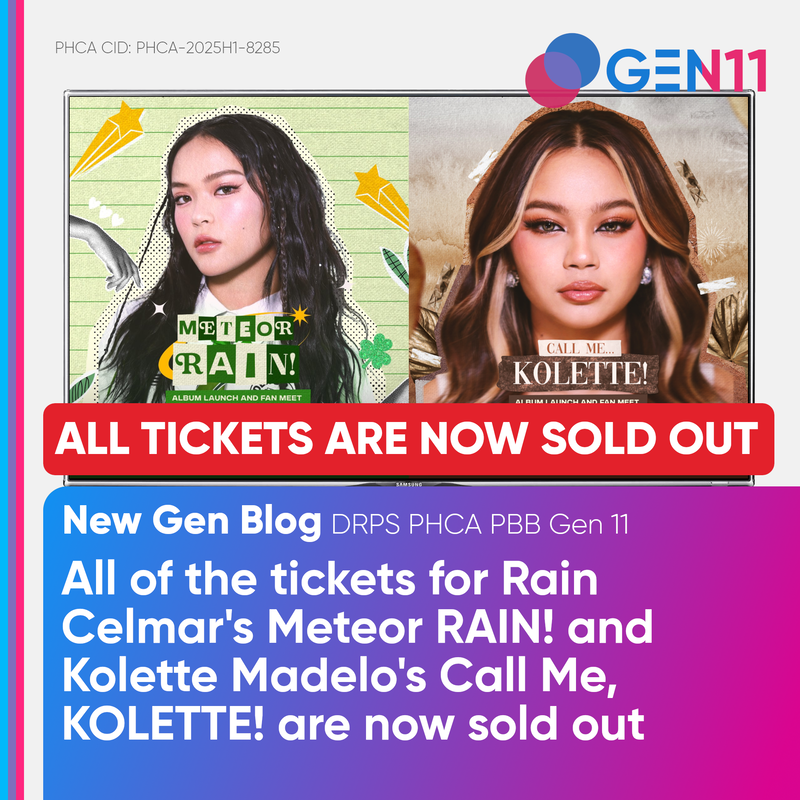 PHCA CID: PHCA-2025H1-8285
GEN11
METEOR
RAIN!
ALBUM LAUNCH AND FAN MEET
CALL ME...
KOLETTE!
ALBUM LAUNCH AND FAN MEET
ALL TICKETS ARE NOW SOLD OUT
SAMSUNG
New Gen Blog DRPS PHCA PBB Gen 11
All of the tickets for Rain
Celmar's Meteor RAIN! and
Kolette Madelo's Call Me,
KOLETTE! are now sold out